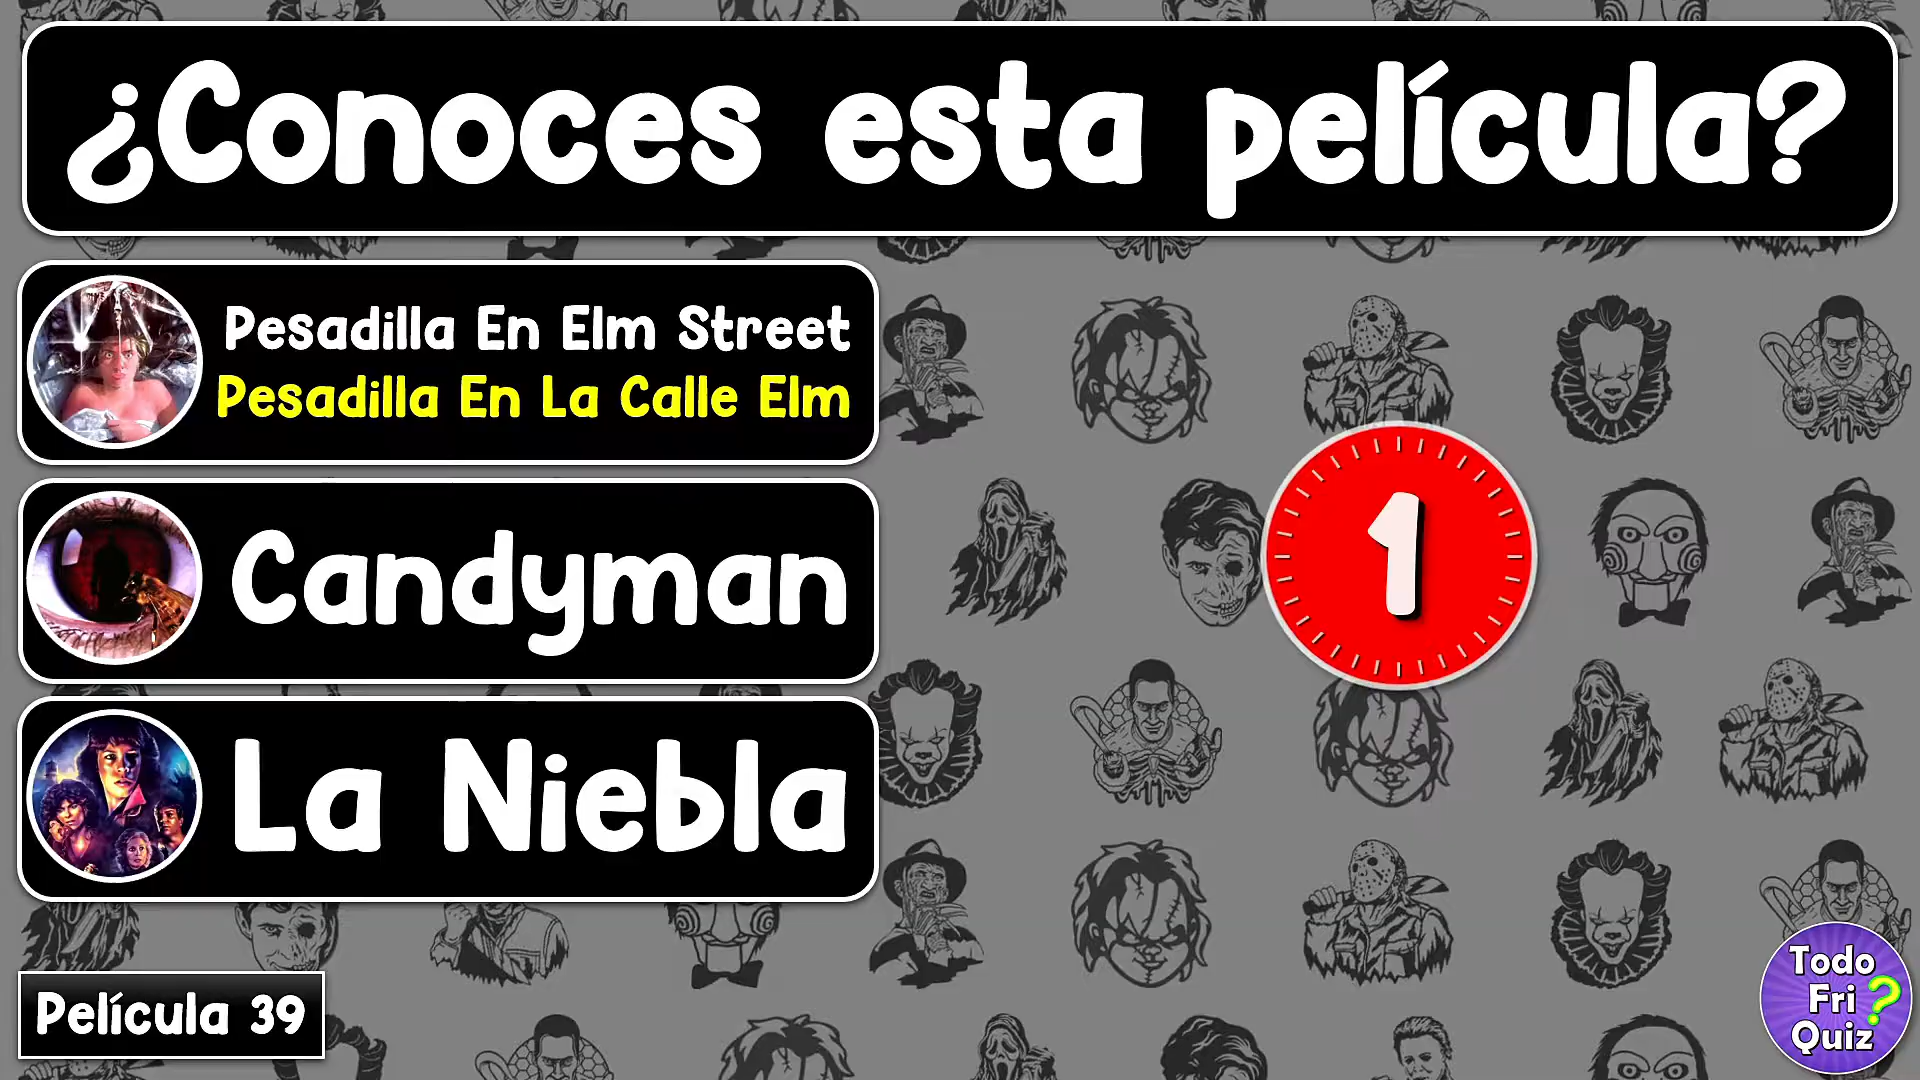 ¿Conoces esta película?
Pesadilla En Elm Street
Pesadilla En La Calle Elm
Candyman
1
La Niebla
Película 39
Todo
Fri ?
Quiz